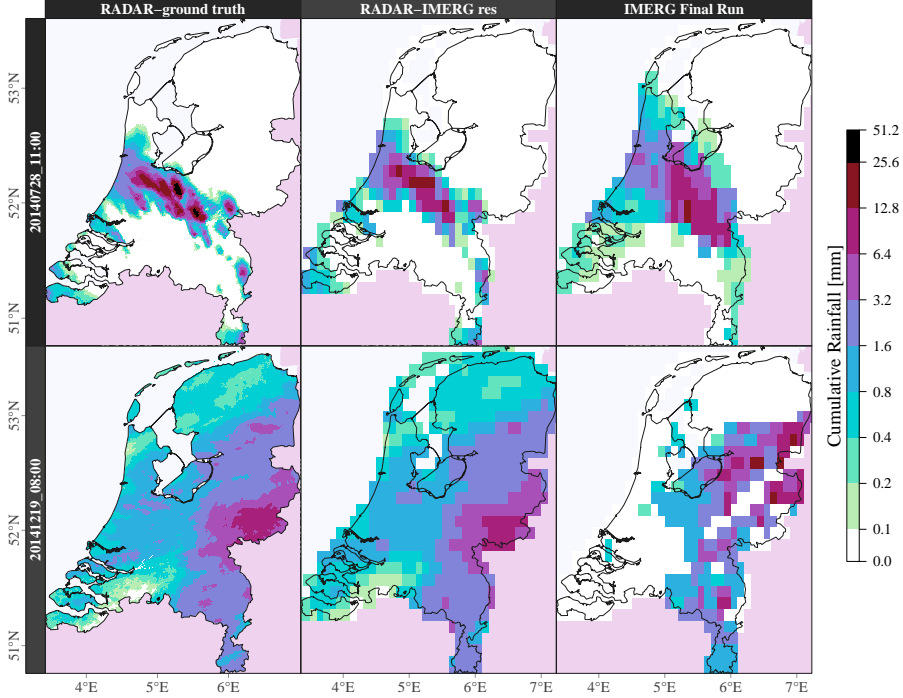 RADAR−ground truth
RADAR−IMERG res
IMERG Final Run
20140728_11:00
53°N
52°N
51°N
20141219_08:00
53°N
52°N
51°N
4°E
5°E
6°E
4°E
5°E
6°E
7°E
4°E
5°E
6°E
7°E
Cumulative Rainfall [mm]
51.2
25.6
12.8
6.4
3.2
1.6
0.8
0.4
0.2
0.1
0.0